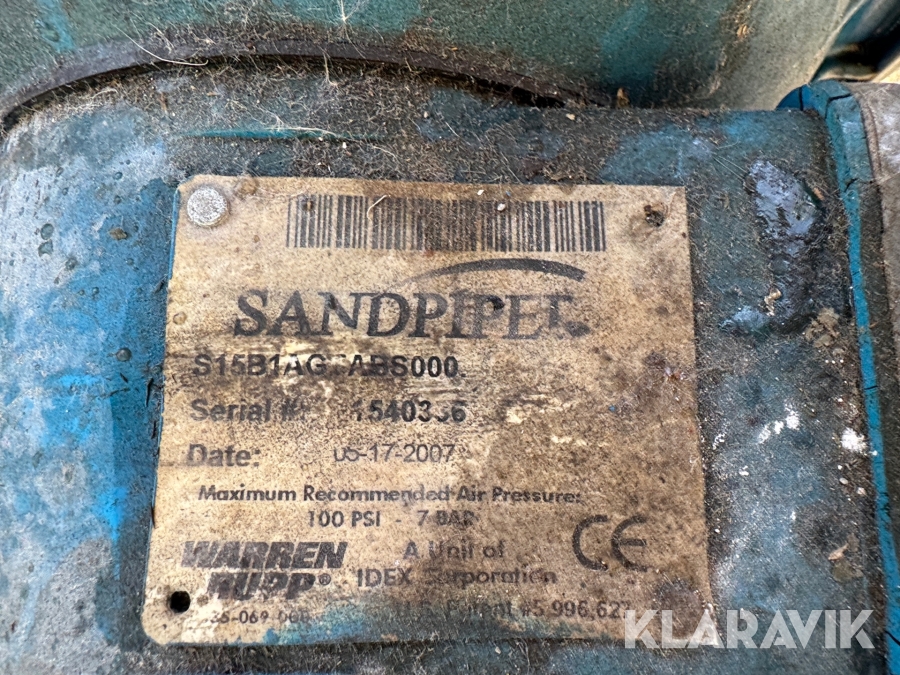 SANDPIPER
Serial #: 
Date: 05-17-2007
Maximum Recommended Air Pressure:
100 PSI - 7 BAR
WARREN RUPP® A Unit of
IDEX Corporation
CE
U.S. Patent
KLARAVIK